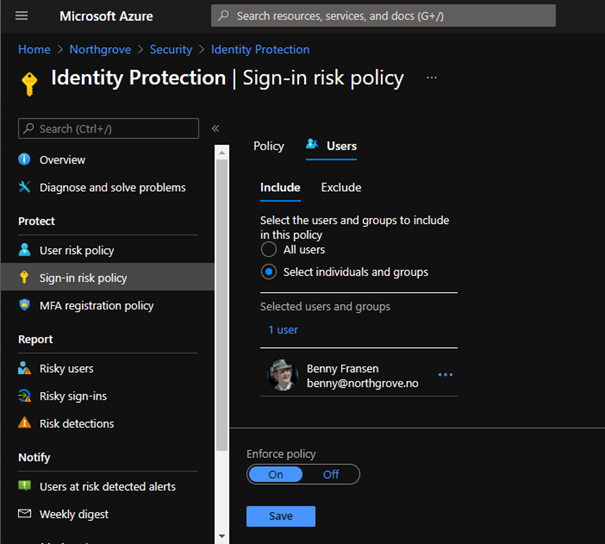 Microsoft Azure
Search resources, services, and docs (G+/)
Home > Northgrove > Security > Identity Protection
Identity Protection | Sign-in risk policy ...
Search (Ctrl+/)
«
Overview
Diagnose and solve problems
Protect
User risk policy
Sign-in risk policy
MFA registration policy
Report
Risky users
Risky sign-ins
Risk detections
Notify
Users at risk detected alerts
Weekly digest
Policy
Users
Include
Exclude
Select the users and groups to include
in this policy
All users
Select individuals and groups
Selected users and groups
1 user
Benny Fransen
benny@northgrove.no
...
Enforce policy
On
Off
Save